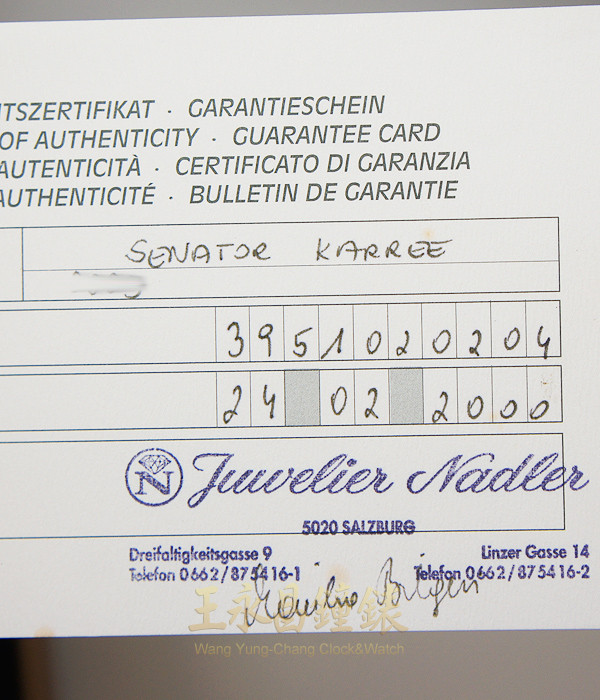 ITSZERTIFIKAT · GARANTIESCHEIN
OF AUTHENTICITY · GUARANTEE CARD
AUTENTICITÀ · CERTIFICATO DI GARANZIA
AUTHENTICITÉ · BULLETIN DE GARANTIE
SENATOR KARREE
3951020204
24 02 2000
N Juwelier Nadler
5020 SALZBURG
Dreifaltigkeitsgasse 9 Linzer Gasse 14
Telefon 0662/875416-1 Telefon 0662/875416-2
王永昌鐘錶
Wang Yung-Chang Clock&Watch